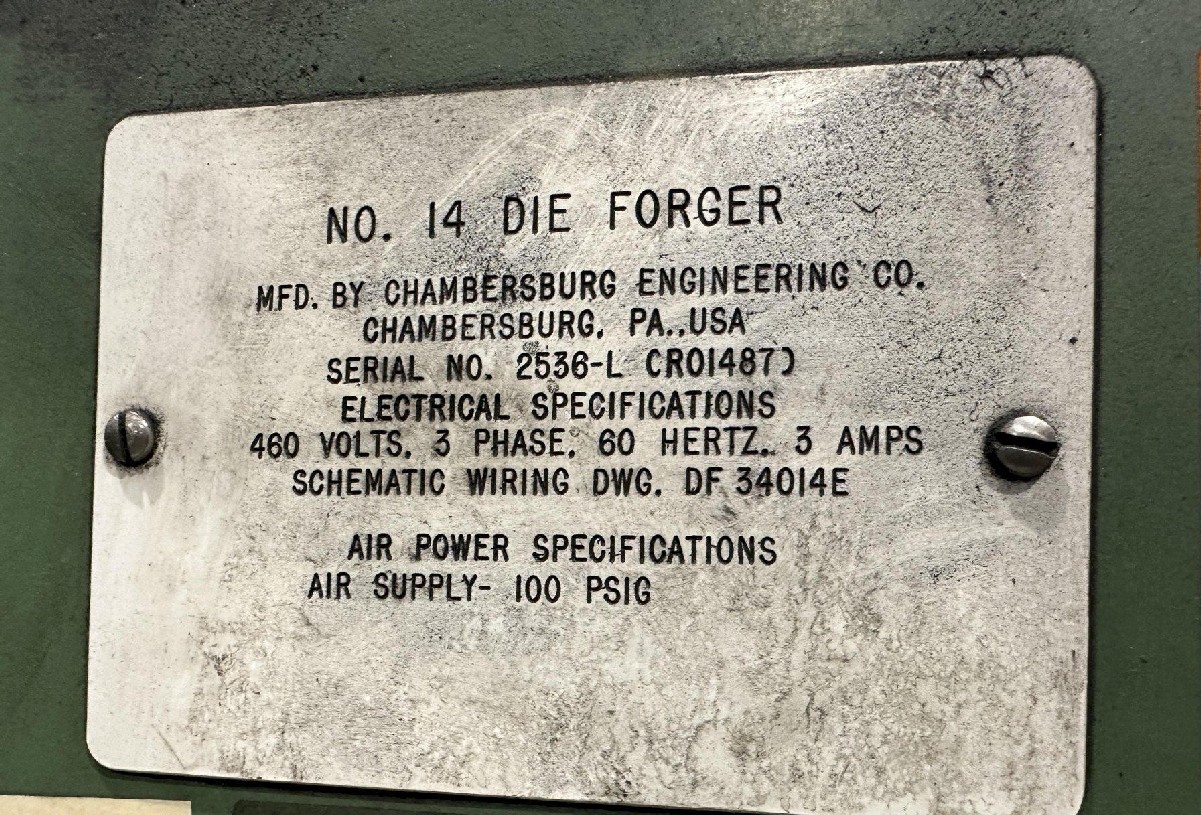 NO. 14 DIE FORGER
MFD. BY CHAMBERSBURG ENGINEERING CO.
CHAMBERSBURG, PA., USA
SERIAL NO. 2536-L CR01487)
ELECTRICAL SPECIFICATIONS
460 VOLTS, 3 PHASE, 60 HERTZ, 3 AMPS
SCHEMATIC WIRING DWG. DF 34014E
AIR POWER SPECIFICATIONS
AIR SUPPLY- 100 PSIG